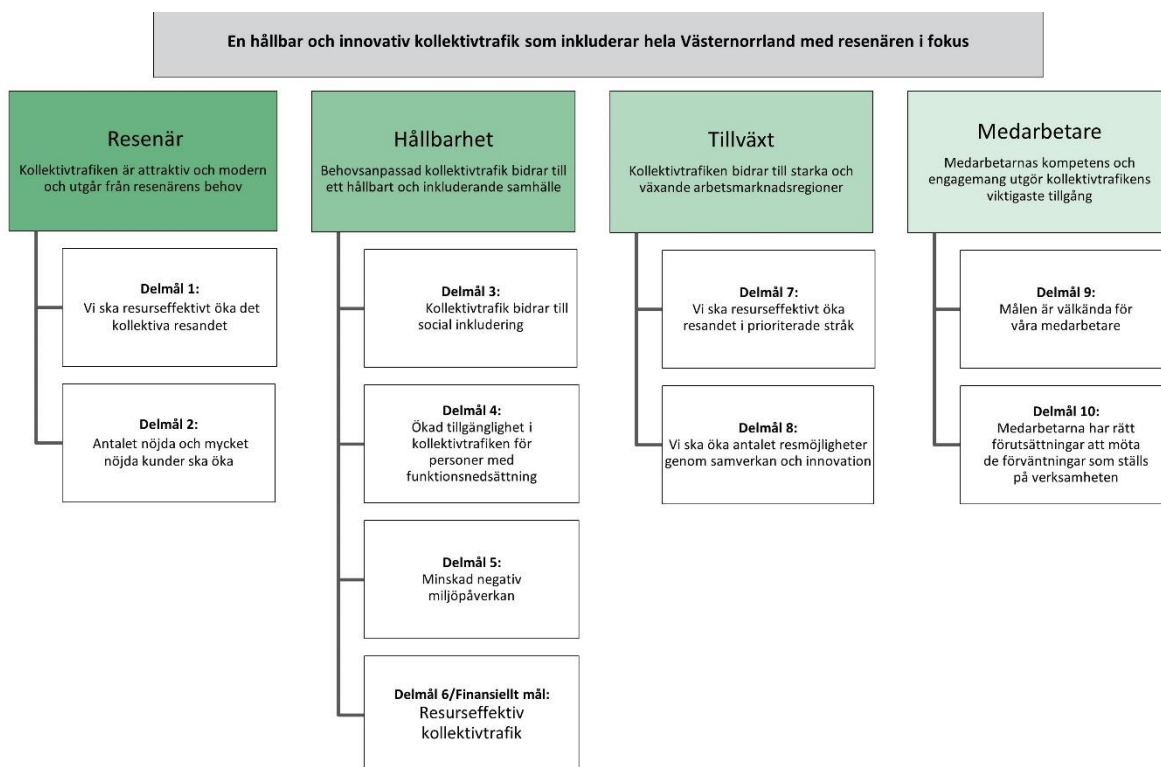 En hållbar och innovativ kollektivtrafik som inkluderar hela Västernorrland med resenären i fokus
Resenär
Kollektivtrafiken är attraktiv och modern
och utgår från resenärens behov
Delmål 1:
Vi ska resurseffektivt öka det
kollektiva resandet
Delmål 2:
Antalet nöjda och mycket
nöjda kunder ska öka
Hållbarhet
Behovsanpassad kollektivtrafik bidrar till
ett hållbart och inkluderande samhälle
Delmål 3:
Kollektivtrafik bidrar till
social inkludering
Delmål 4:
Ökad tillgänglighet i
kollektivtrafiken för
personer med
funktionsnedsättning
Delmål 5:
Minskad negativ
miljöpåverkan
Delmål 6/Finansiellt mål:
Resurseffektiv
kollektivtrafik
Tillväxt
Kollektivtrafiken bidrar till starka och
växande arbetsmarknadsregioner
Delmål 7:
Vi ska resurseffektivt öka
resandet i prioriterade stråk
Delmål 8:
Vi ska öka antalet resmöjligheter
genom samverkan och innovation
Medarbetare
Medarbetarnas kompetens och
engagemang utgör kollektivtrafikens
viktigaste tillgång
Delmål 9:
Målen är välkända för
våra medarbetare
Delmål 10:
Medarbetarna har rätt
förutsättningar att möta
de förväntningar som ställs
på verksamheten